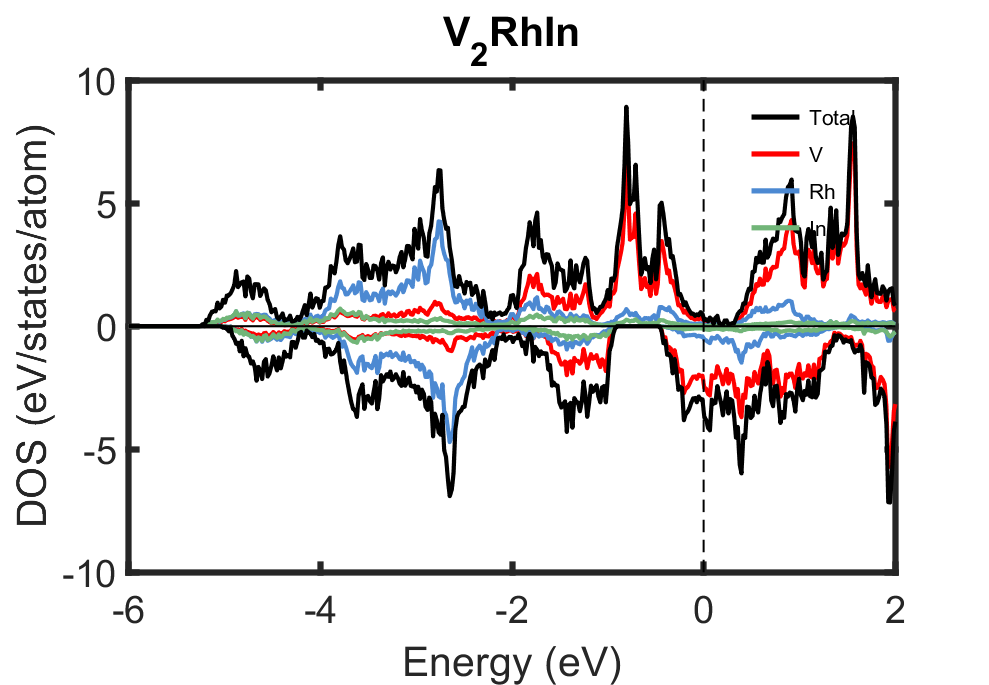 V2RhIn
10
5
0
-5
-10
DOS (eV/states/atom)
Total
V
Rh
In
-6 -4 -2 0 2
Energy (eV)